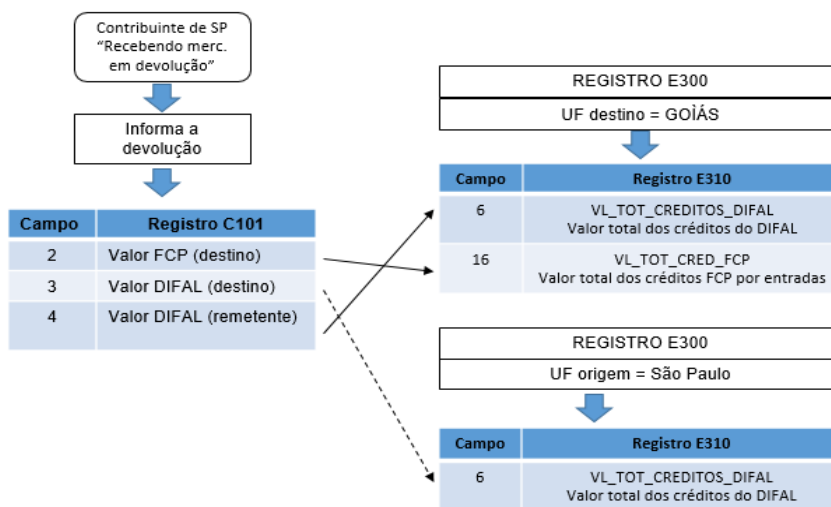 Contribuinte de SP
“Recebendo merc.
em devolução”
Informa a
devolução
Campo Registro C101
2 Valor FCP (destino)
3 Valor DIFAL (destino)
4 Valor DIFAL (remetente)
REGISTRO E300
UF destino = GOÌÁS
Campo Registro E310
6 VL_TOT_CREDITOS_DIFAL
Valor total dos créditos do DIFAL
16 VL_TOT_CRED_FCP
Valor total dos créditos FCP por entradas
REGISTRO E300
UF origem = São Paulo
Campo Registro E310
6 VL_TOT_CREDITOS_DIFAL
Valor total dos créditos do DIFAL